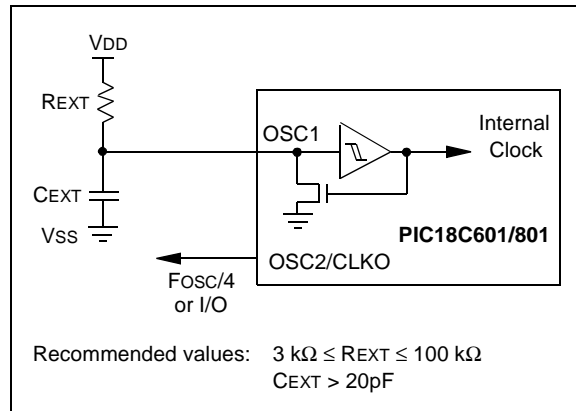 VDD
REXT
OSC1
Internal
Clock
CEXT
VSS
PIC18C601/801
OSC2/CLKO
FOSC/4
or I/O
Recommended values: 3 kΩ ≤ REXT ≤ 100 kΩ
CEXT > 20pF